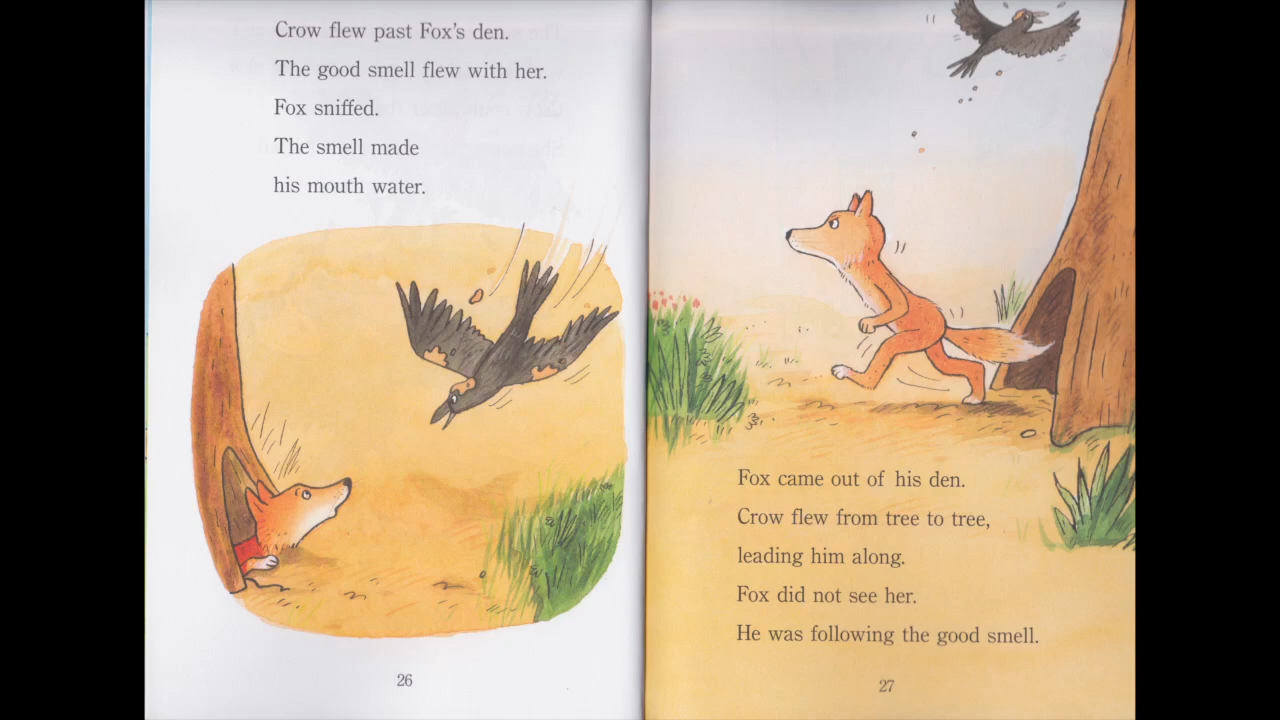 Crow flew past Fox's den.
The good smell flew with her.
Fox sniffed.
The smell made
his mouth water.
26
Fox came out of his den.
Crow flew from tree to tree,
leading him along.
Fox did not see her.
He was following the good smell.
27